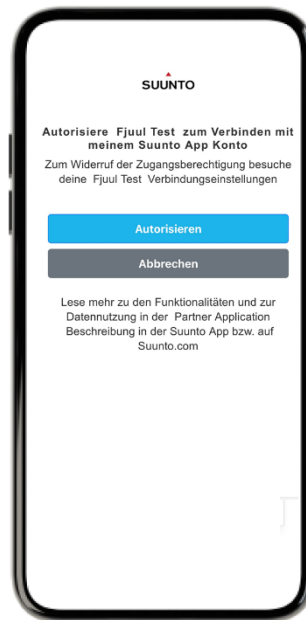 SUUNTO
Autorisiere Fjuul Test zum Verbinden mit
meinem Suunto App Konto
Zum Widerruf der Zugangsberechtigung besuche
deine Fjuul Test Verbindungseinstellungen
Autorisieren
Abbrechen
Lese mehr zu den Funktionalitäten und zur
Datennutzung in der Partner Application
Beschreibung in der Suunto App bzw. auf
Suunto.com